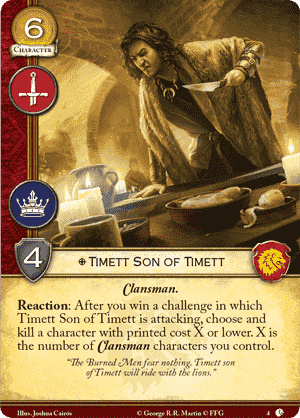 6
CHARACTER
4
TIMETT SON OF TIMETT
Clansman.
Reaction: After you win a challenge in which
Timett Son of Timett is attacking, choose and
kill a character with printed cost X or lower. X is
the number of Clansman characters you control.
"The Burned Men fear nothing. Timett son
of Timett will ride with the lions."
Illus. Joshua Cairós © George R.R. Martin © FFG 4